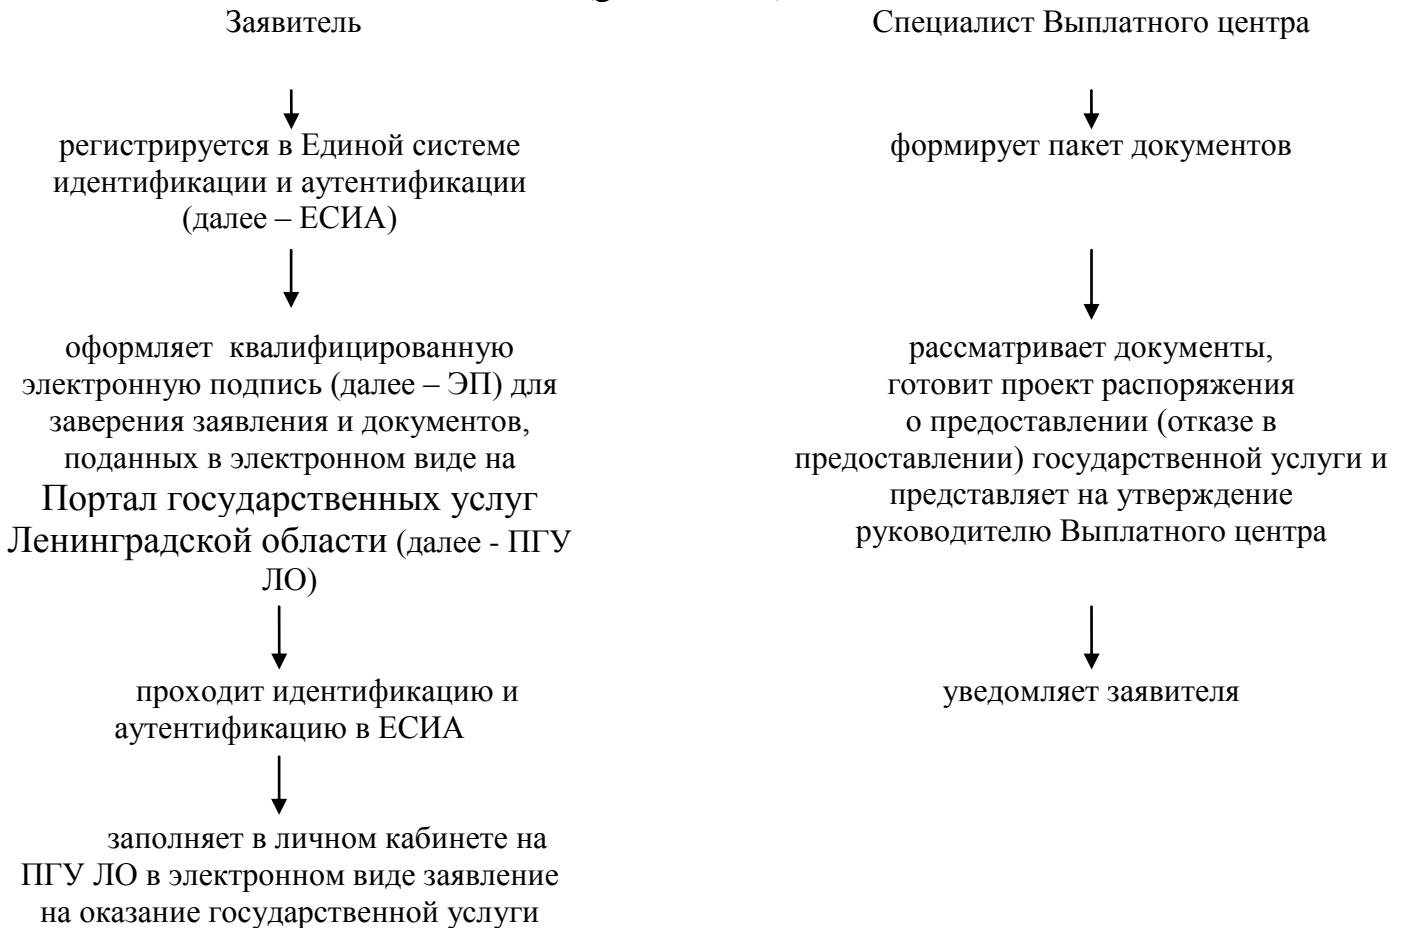 Заявитель
регистрируется в Единой системе
идентификации и аутентификации
(далее – ЕСИА)
оформляет квалифицированную
электронную подпись (далее – ЭП) для
заверения заявления и документов,
поданных в электронном виде на
Портал государственных услуг
Ленинградской области (далее - ПГУ
ЛО)
проходит идентификацию и
аутентификацию в ЕСИА
заполняет в личном кабинете на
ПГУ ЛО в электронном виде заявление
на оказание государственной услуги
Специалист Выплатного центра
формирует пакет документов
рассматривает документы,
готовит проект распоряжения
о предоставлении (отказе в
предоставлении) государственной услуги и
представляет на утверждение
руководителю Выплатного центра
уведомляет заявителя